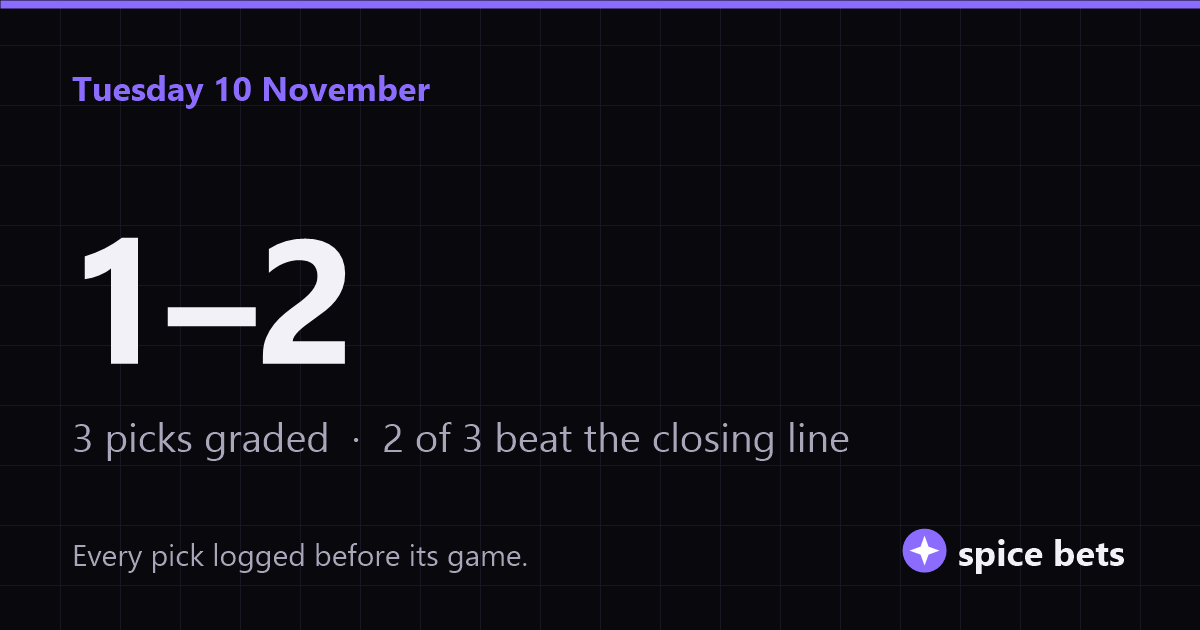 Tuesday 10 November
1–2
3 picks graded · 2 of 3 beat the closing line
Every pick logged before its game.
spice bets